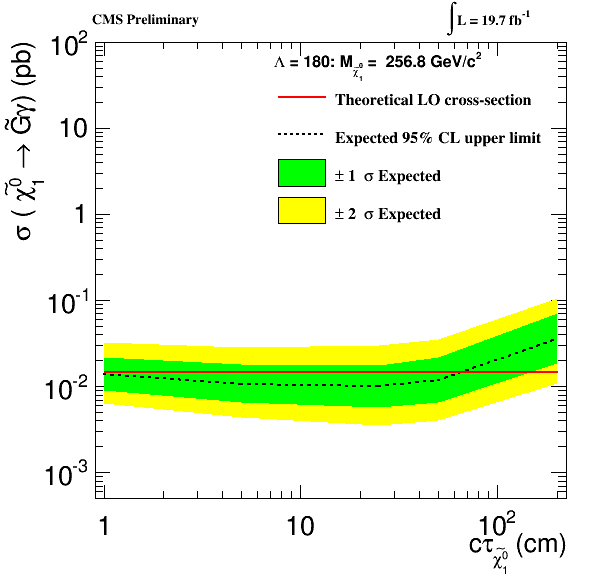 CMS Preliminary
∫ L = 19.7 fb⁻¹
Λ = 180: M_{χ̃⁰₁} = 256.8 GeV/c²
Theoretical LO cross-section
Expected 95% CL upper limit
± 1 σ Expected
± 2 σ Expected
σ ( χ̃⁰₁ → G̃γ) (pb)
10²
10
1
10⁻¹
10⁻²
10⁻³
1 10 10²
cτ_{χ̃⁰₁} (cm)